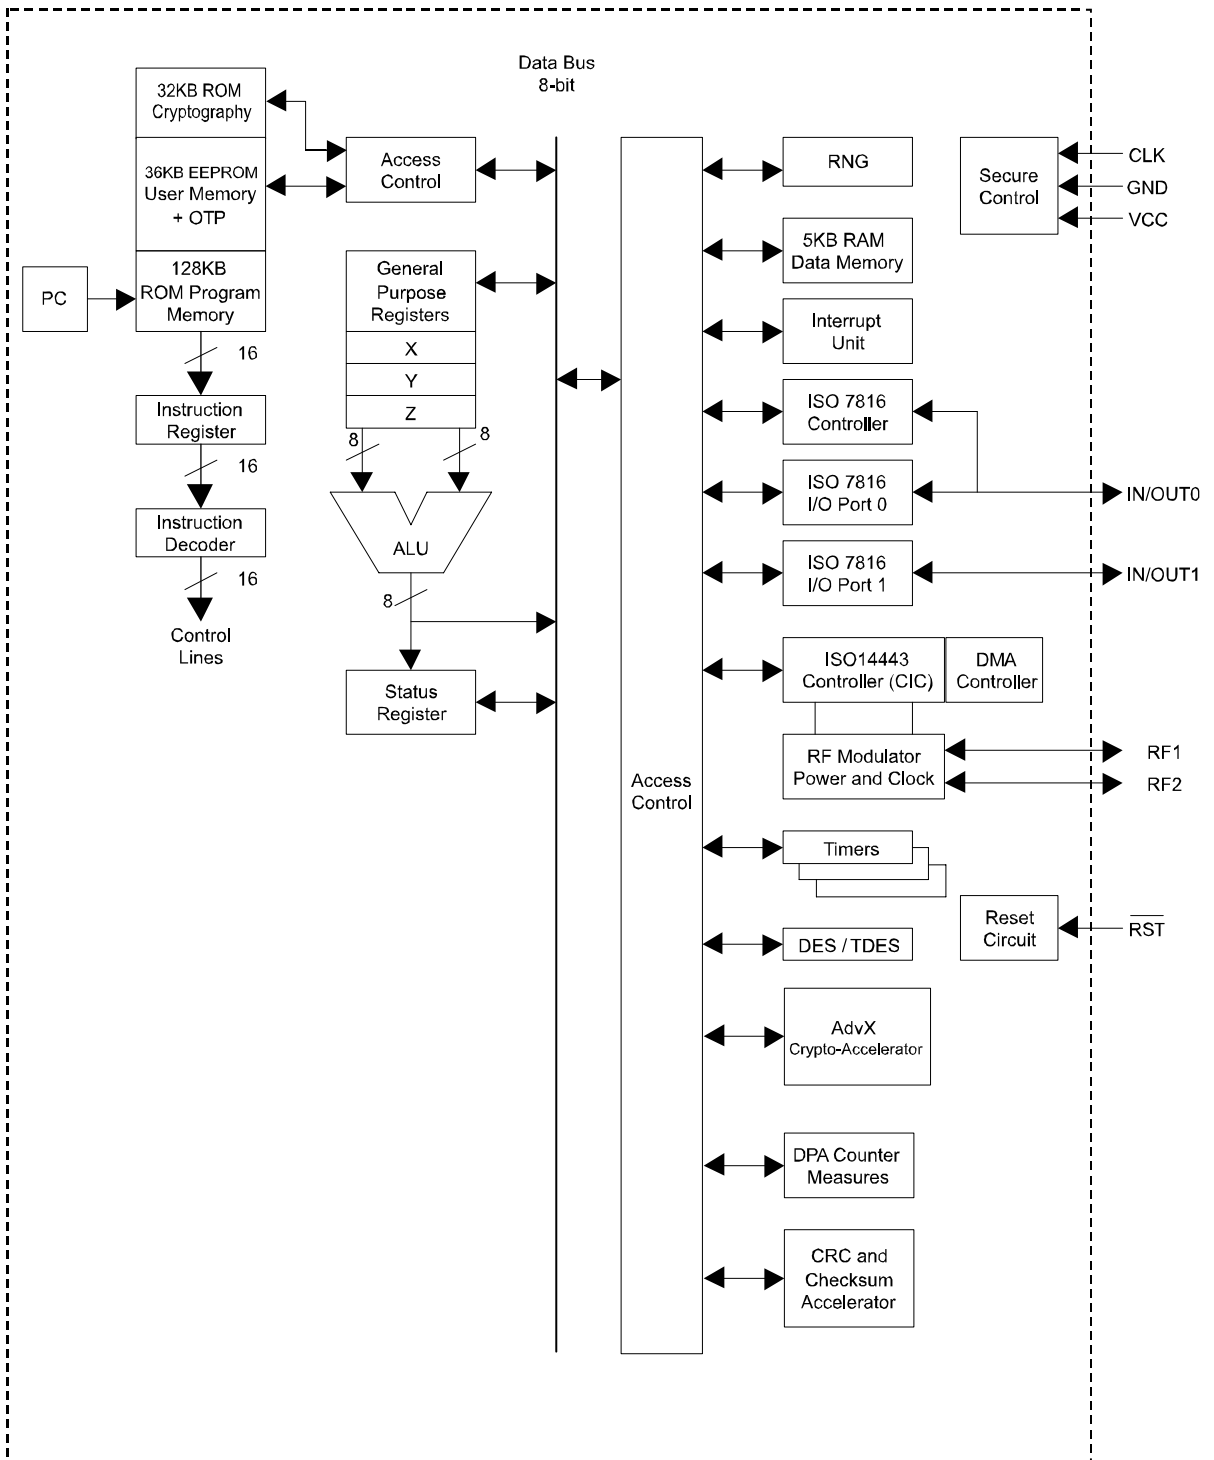 Data Bus
8-bit
32KB ROM
Cryptography
36KB EEPROM
User Memory
+ OTP
128KB
ROM Program
Memory
PC
16
Instruction
Register
16
Instruction
Decoder
16
Control
Lines
Access
Control
General
Purpose
Registers
X
Y
Z
8
8
ALU
8
Status
Register
Access
Control
RNG
5KB RAM
Data Memory
Interrupt
Unit
ISO 7816
Controller
ISO 7816
I/O Port 0
ISO 7816
I/O Port 1
ISO14443
Controller (CIC)
DMA
Controller
RF Modulator
Power and Clock
Timers
DES / TDES
AdvX
Crypto-Accelerator
DPA Counter
Measures
CRC and
Checksum
Accelerator
Secure
Control
Reset
Circuit
CLK
GND
VCC
IN/OUT0
IN/OUT1
RF1
RF2
RST